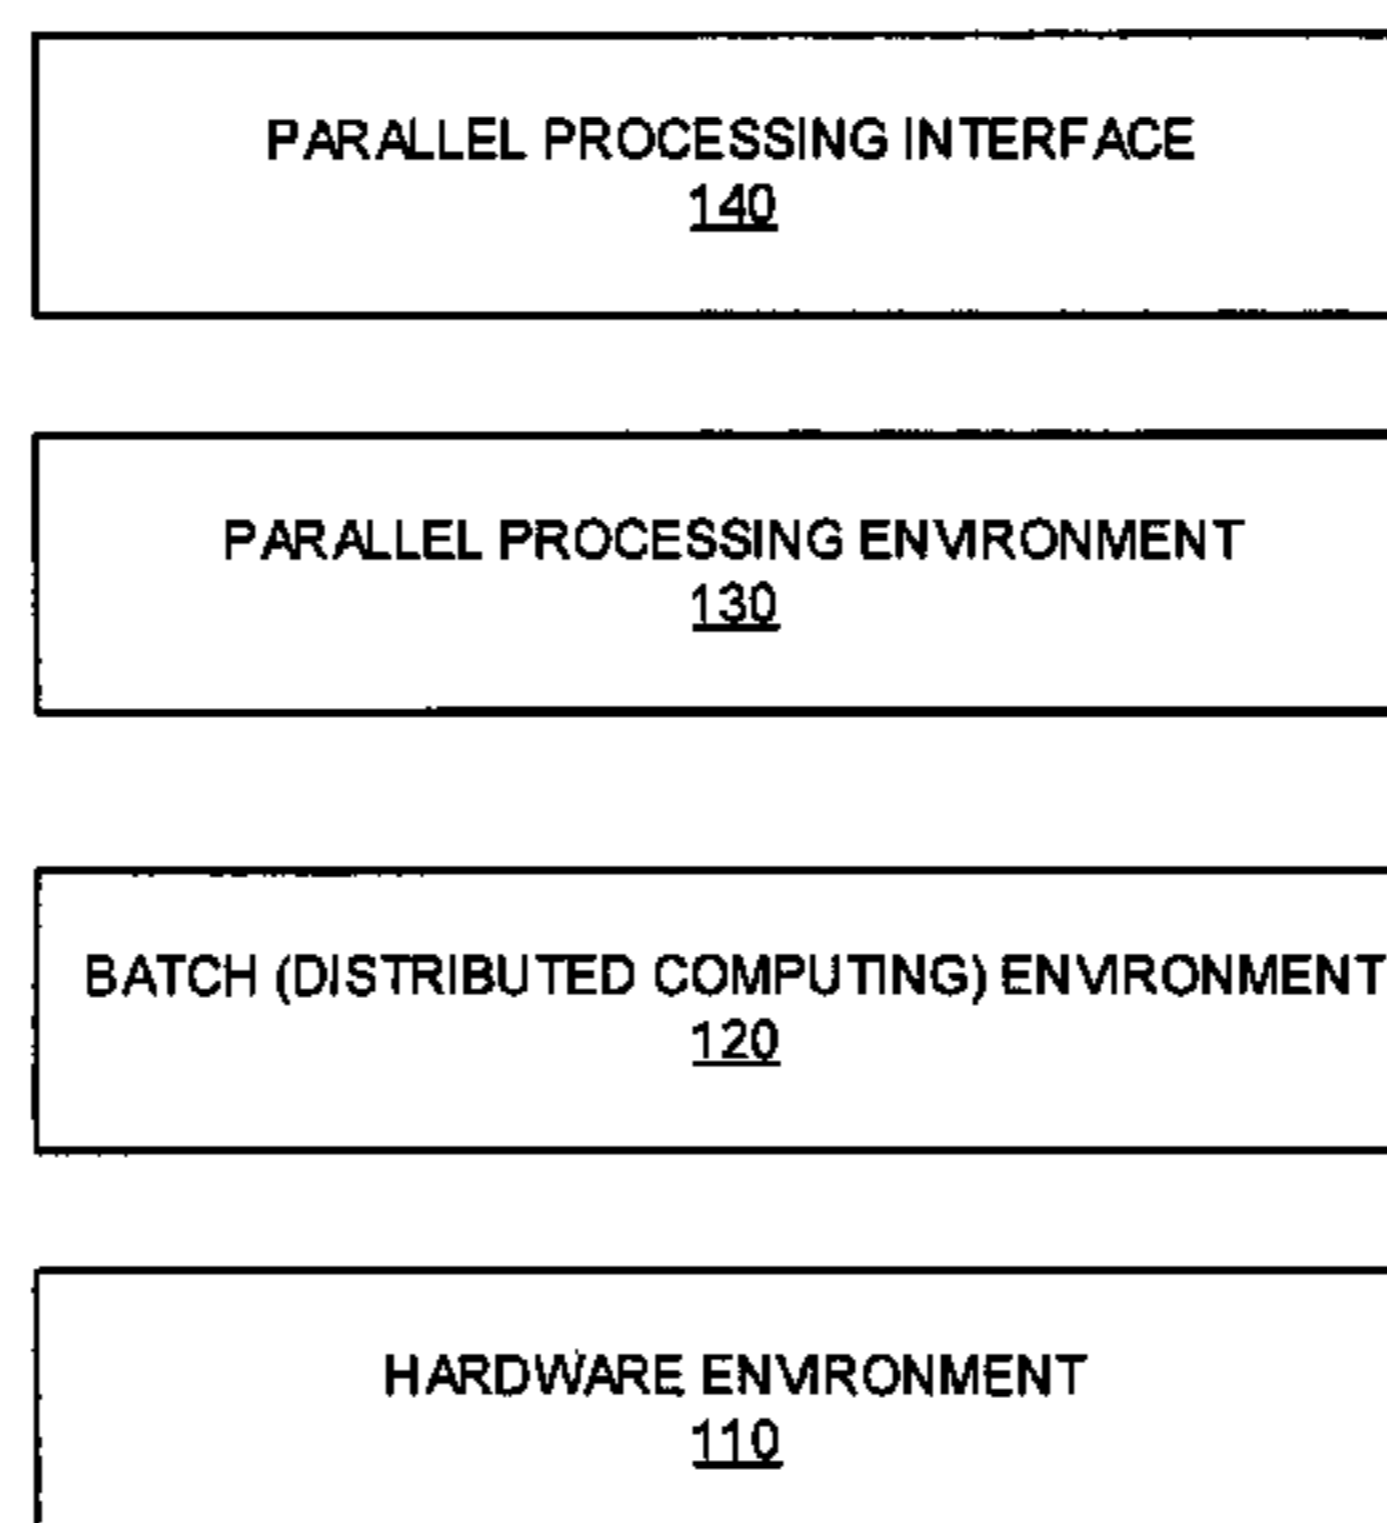 PARALLEL PROCESSING INTERFACE
140
PARALLEL PROCESSING ENVIRONMENT
130
BATCH (DISTRIBUTED COMPUTING) ENVIRONMENT
120
HARDWARE ENVIRONMENT
110